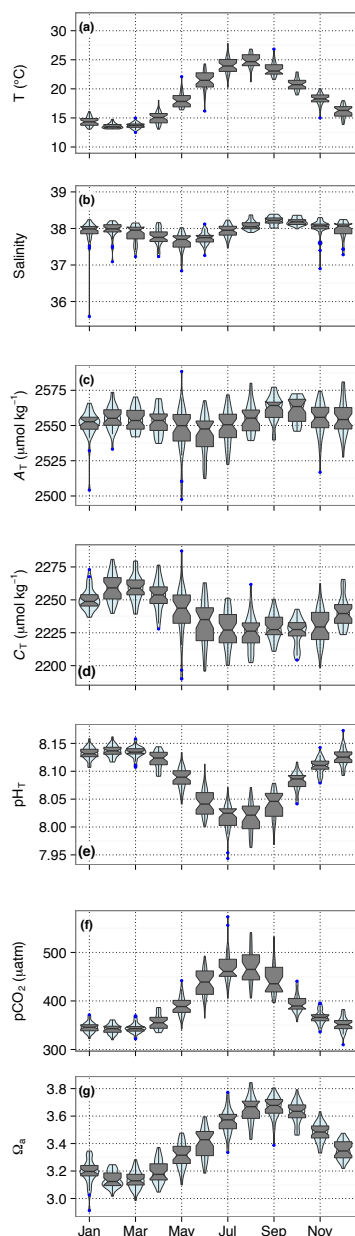 (a)
30
25
20
15
10
T (°C)
(b)
39
38
37
36
Salinity
(c)
2575
2550
2525
2500
A_T (µmol kg⁻¹)
2250
2225
2200
C_T (µmol kg⁻¹)
(d)
8.15
8.10
8.05
8.00
7.95
pH_T
(e)
(f)
500
400
300
pCO₂ (µatm)
(g)
3.8
3.6
3.4
3.2
3.0
Ω_a
Jan Mar May Jul Sep Nov